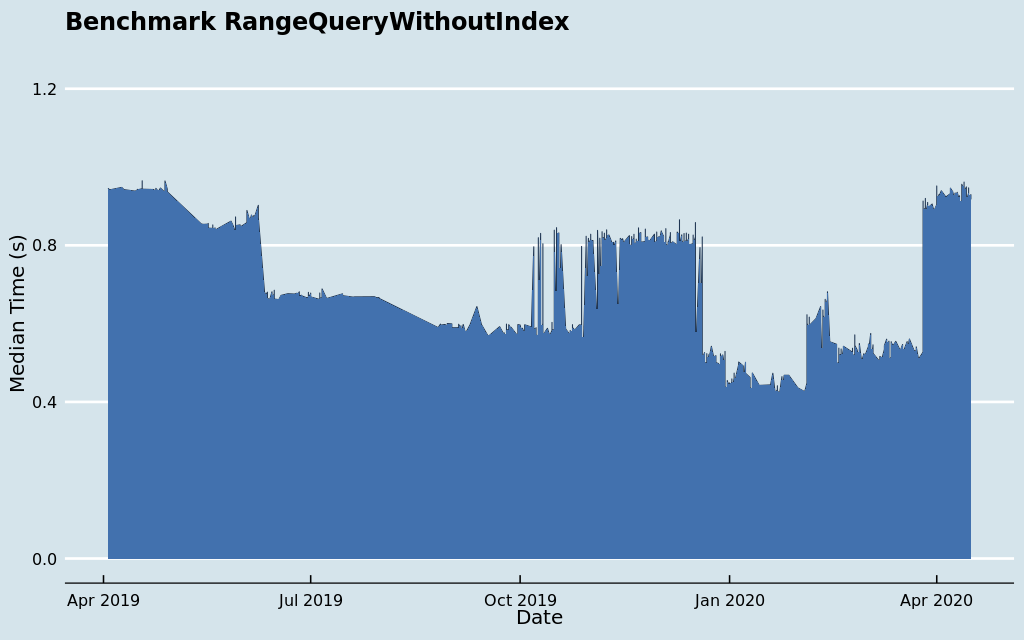 Benchmark RangeQueryWithoutIndex
Median Time (s)
1.2
0.8
0.4
0.0
Apr 2019 Jul 2019 Oct 2019 Jan 2020 Apr 2020
Date